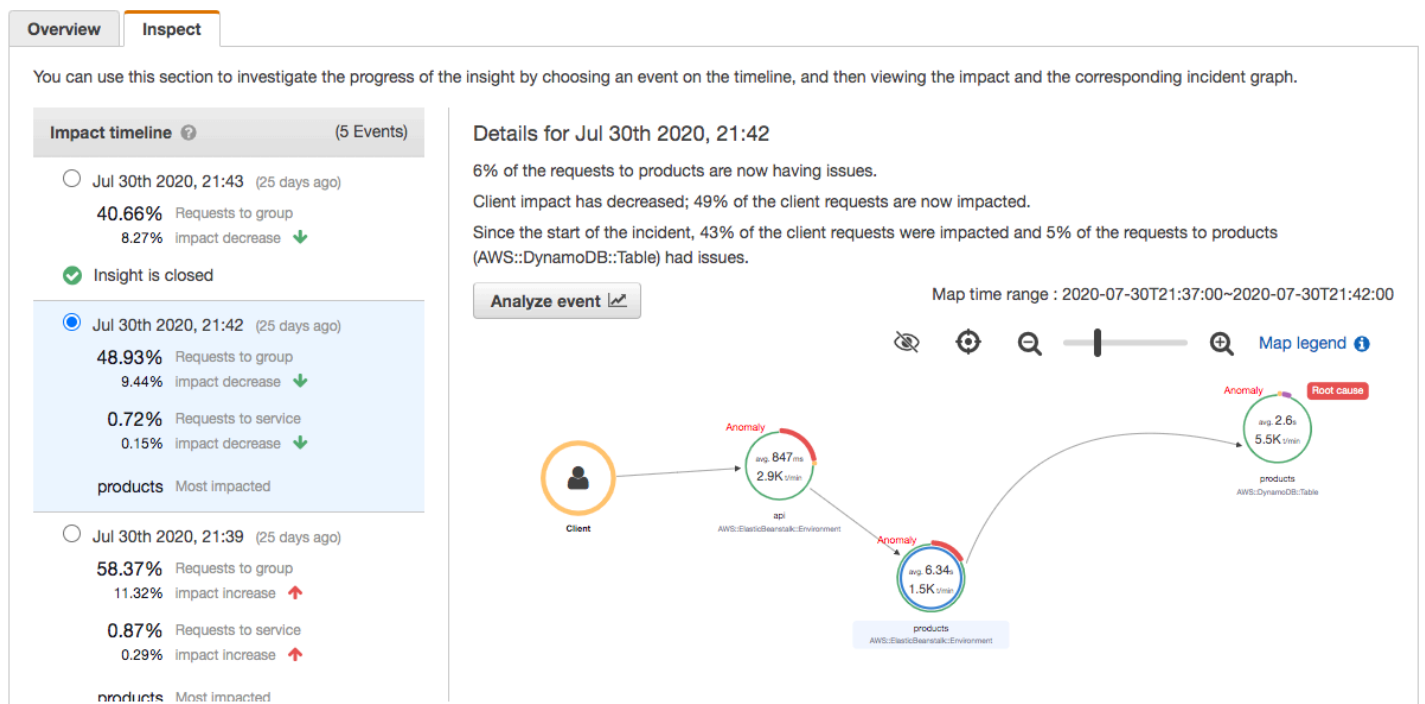 Overview
Inspect
You can use this section to investigate the progress of the insight by choosing an event on the timeline, and then viewing the impact and the corresponding incident graph.
Impact timeline ?
(5 Events)
Jul 30th 2020, 21:43 (25 days ago)
40.66% Requests to group
8.27% impact decrease
Insight is closed
Jul 30th 2020, 21:42 (25 days ago)
48.93% Requests to group
9.44% impact decrease
0.72% Requests to service
0.15% impact decrease
products Most impacted
Jul 30th 2020, 21:39 (25 days ago)
58.37% Requests to group
11.32% impact increase
0.87% Requests to service
0.29% impact increase
products Most impacted
Details for Jul 30th 2020, 21:42
6% of the requests to products are now having issues.
Client impact has decreased; 49% of the client requests are now impacted.
Since the start of the incident, 43% of the client requests were impacted and 5% of the requests to products
(AWS::DynamoDB::Table) had issues.
Analyze event
Map time range : 2020-07-30T21:37:00~2020-07-30T21:42:00
Map legend i
Client
Anomaly
avg. 847ms
2.9K t/min
api
AWS::ElasticBeanstalk::Environment
Anomaly
avg. 6.34s
1.5K t/min
products
AWS::ElasticBeanstalk::Environment
Anomaly
Root cause
avg. 2.6s
5.5K t/min
products
AWS::DynamoDB::Table